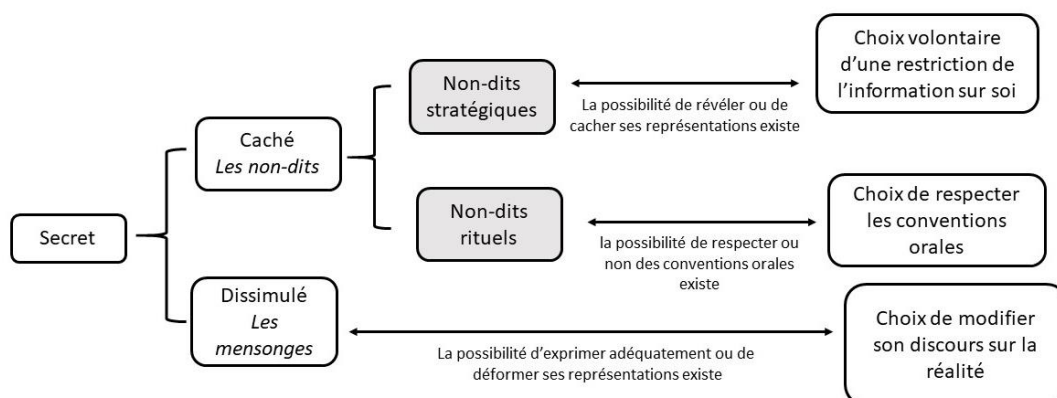 Secret
Caché
Les non-dits
Dissimulé
Les
mensonges
Non-dits
stratégiques
Non-dits
rituels
La possibilité de révéler ou de
cacher ses représentations existe
la possibilité de respecter ou
non des conventions orales
existe
La possibilité d'exprimer adéquatement ou de
déformer ses représentations existe
Choix volontaire
d'une restriction de
l'information sur soi
Choix de respecter
les conventions
orales
Choix de modifier
son discours sur la
réalité